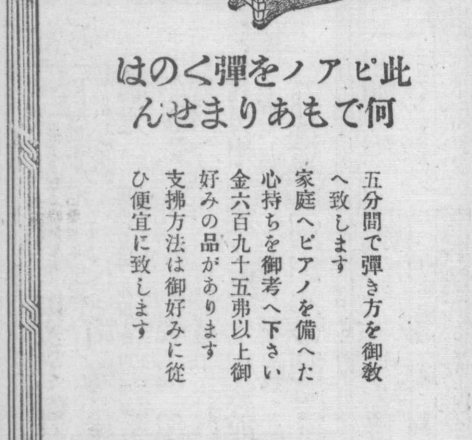 此ピアノを彈くのは
何でもありません
五分間で彈き方を御敎
へ致します
家庭へピアノを備へた
心持ちを御考へ下さい
金六百九十五弗以上御
好みの品があります
支拂方法は御好みに從
ひ便宜に致します